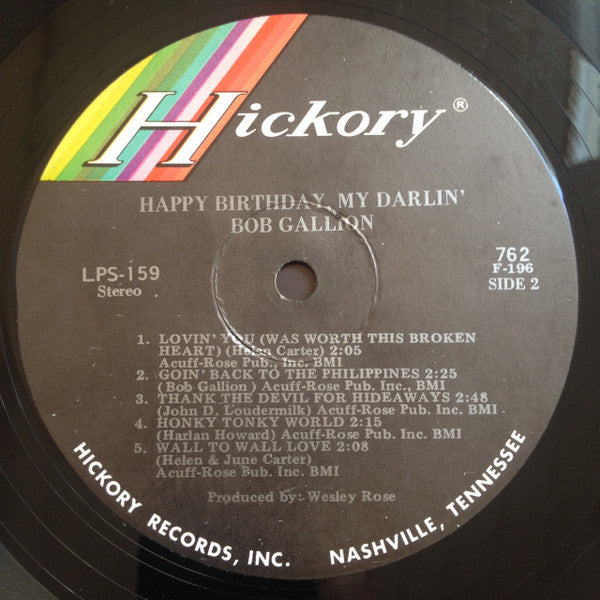 Hickory®
HAPPY BIRTHDAY, MY DARLIN'
BOB GALLION
LPS-159
Stereo
762
F-196
SIDE 2
1. LOVIN' YOU (WAS WORTH THIS BROKEN
HEART) (Helen Carter) 2:05
Acuff-Rose Pub., Inc. BMI
2. GOIN' BACK TO THE PHILIPPINES 2:25
(Bob Gallion ) Acuff-Rose Pub. Inc., BMI
3. THANK THE DEVIL FOR HIDEAWAYS 2:48
(John D. Loudermilk) Acuff-Rose Pub. Inc. BMI
4. HONKY TONKY WORLD 2:15
(Harlan Howard) Acuff-Rose Pub. Inc. BMI
5. WALL TO WALL LOVE 2:08
(Helen & June Carter)
Acuff-Rose Pub. Inc. BMI
Produced by: Wesley Rose
HICKORY RECORDS, INC. NASHVILLE, TENNESSEE